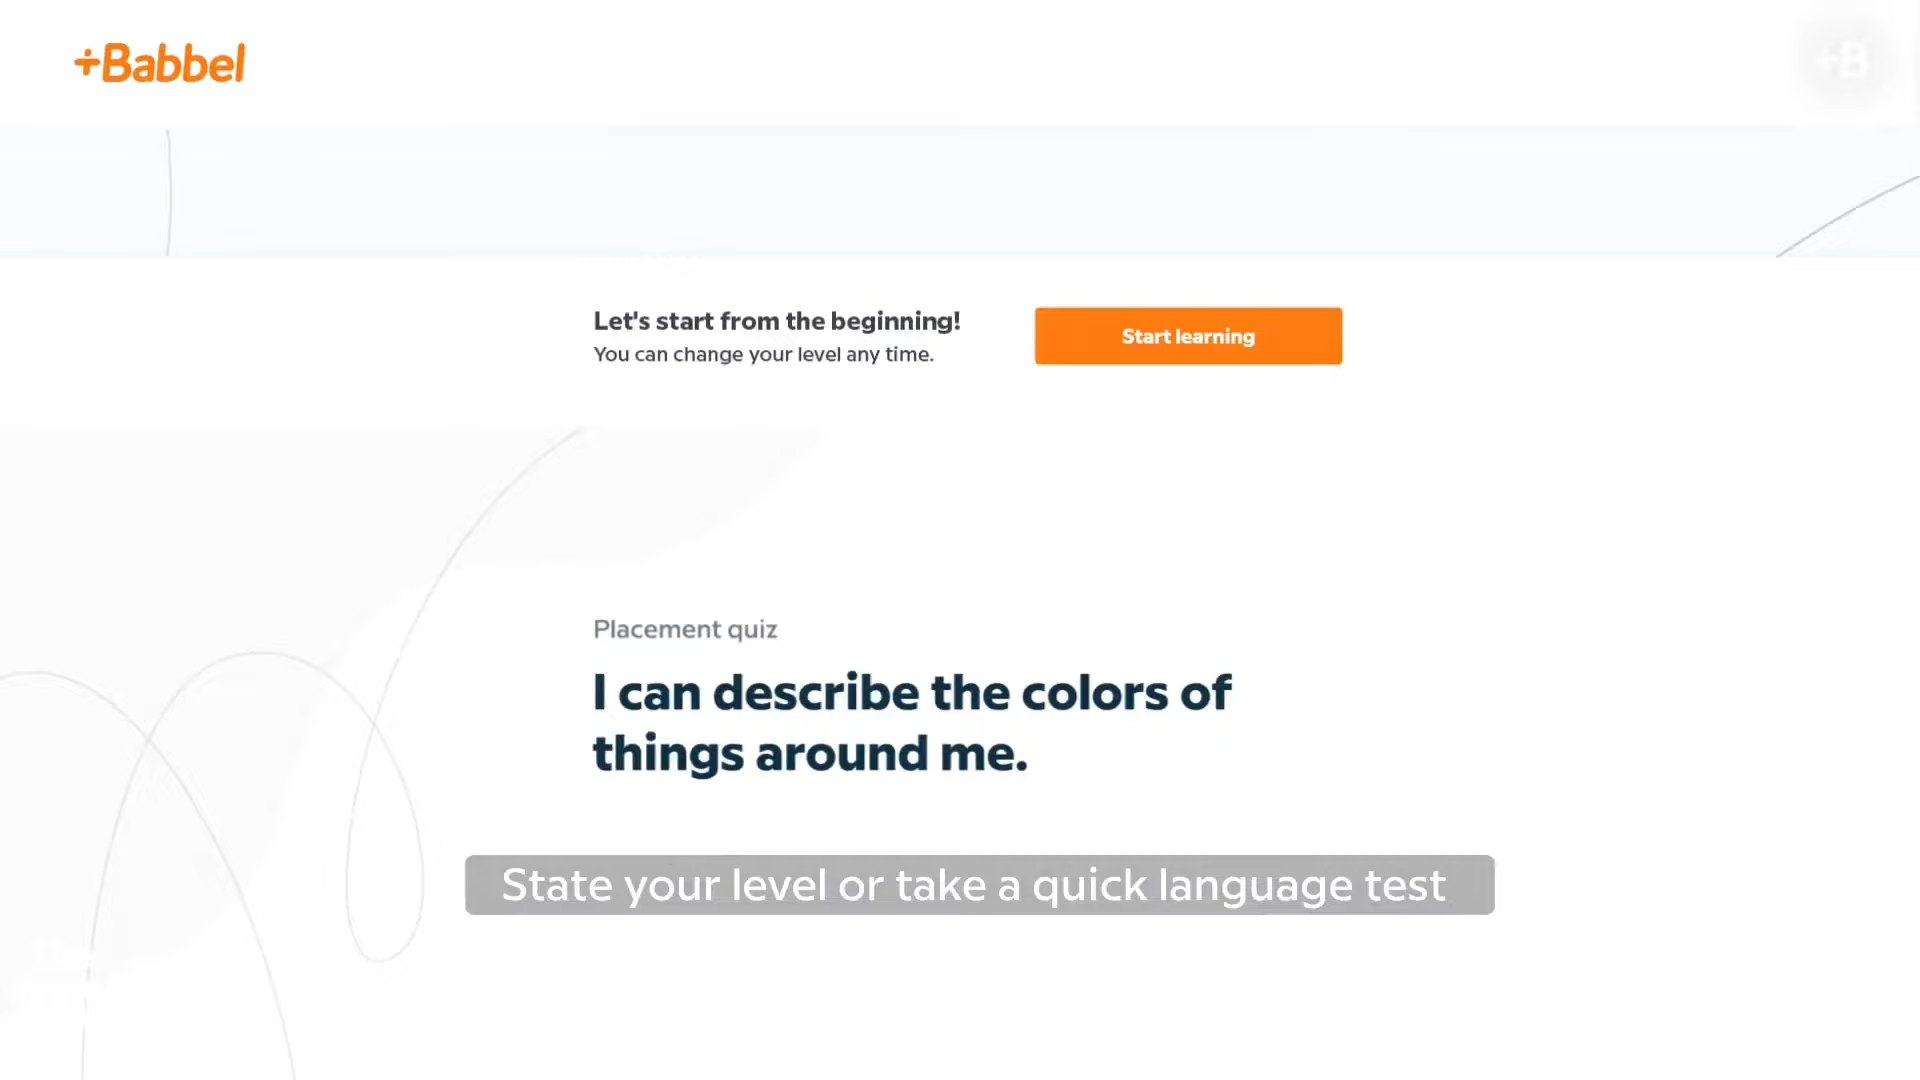 +Babbel
+B
Let's start from the beginning!
You can change your level any time.
Start learning
Placement quiz
I can describe the colors of
things around me.
State your level or take a quick language test